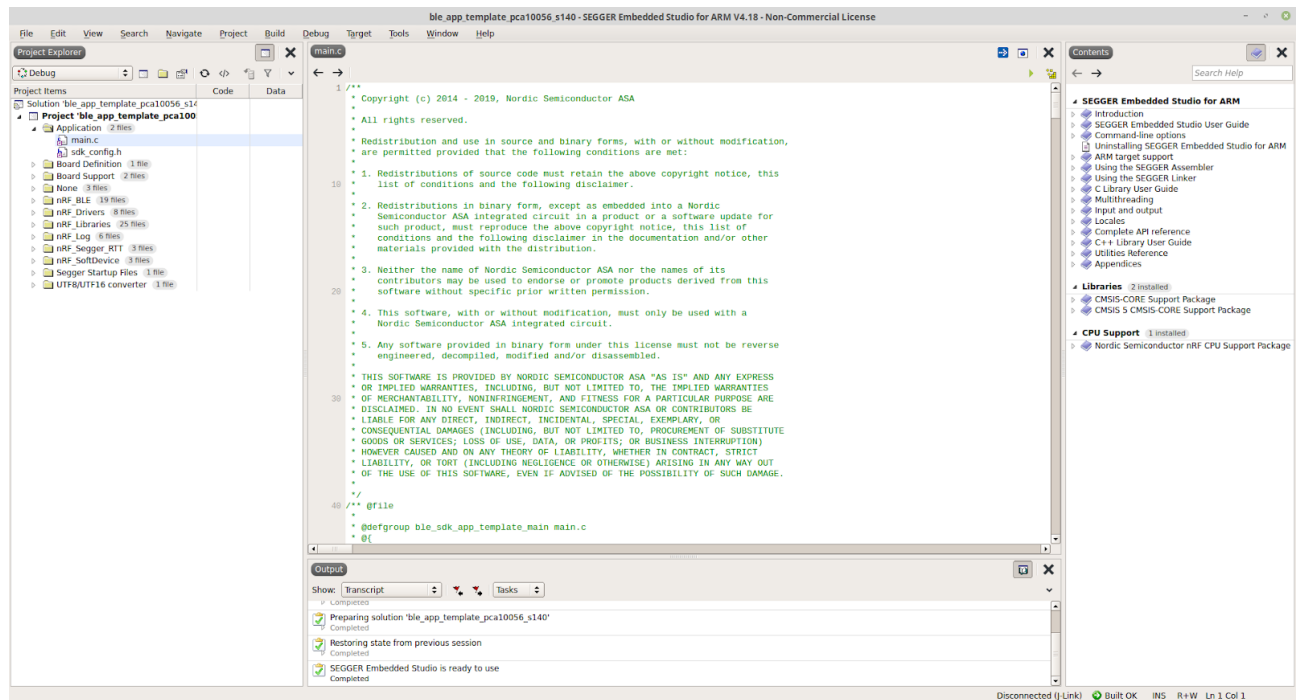 ble_app_template_pca10056_s140 - SEGGER Embedded Studio for ARM V4.18 - Non-Commercial License
File Edit View Search Navigate Project Build Debug Target Tools Window Help
Project Explorer
Debug
Project Items Code Data
Solution 'ble_app_template_pca10056_s14
Project 'ble_app_template_pca100
Application 2 files
main.c
sdk_config.h
Board Definition 1 file
Board Support 2 files
None 3 files
nRF_BLE 19 files
nRF_Drivers 8 files
nRF_Libraries 25 files
nRF_Log 6 files
nRF_Segger_RTT 3 files
nRF_SoftDevice 3 files
Segger Startup Files 1 file
UTF8/UTF16 converter 1 file
main.c
1 /**
* Copyright (c) 2014 - 2019, Nordic Semiconductor ASA
*
* All rights reserved.
*
* Redistribution and use in source and binary forms, with or without modification,
* are permitted provided that the following conditions are met:
*
* 1. Redistributions of source code must retain the above copyright notice, this
10 * list of conditions and the following disclaimer.
*
* 2. Redistributions in binary form, except as embedded into a Nordic
* Semiconductor ASA integrated circuit in a product or a software update for
* such product, must reproduce the above copyright notice, this list of
* conditions and the following disclaimer in the documentation and/or other
* materials provided with the distribution.
*
* 3. Neither the name of Nordic Semiconductor ASA nor the names of its
* contributors may be used to endorse or promote products derived from this
20 * software without specific prior written permission.
*
* 4. This software, with or without modification, must only be used with a
* Nordic Semiconductor ASA integrated circuit.
*
* 5. Any software provided in binary form under this license must not be reverse
* engineered, decompiled, modified and/or disassembled.
*
* THIS SOFTWARE IS PROVIDED BY NORDIC SEMICONDUCTOR ASA "AS IS" AND ANY EXPRESS
* OR IMPLIED WARRANTIES, INCLUDING, BUT NOT LIMITED TO, THE IMPLIED WARRANTIES
30 * OF MERCHANTABILITY, NONINFRINGEMENT, AND FITNESS FOR A PARTICULAR PURPOSE ARE
* DISCLAIMED. IN NO EVENT SHALL NORDIC SEMICONDUCTOR ASA OR CONTRIBUTORS BE
* LIABLE FOR ANY DIRECT, INDIRECT, INCIDENTAL, SPECIAL, EXEMPLARY, OR
* CONSEQUENTIAL DAMAGES (INCLUDING, BUT NOT LIMITED TO, PROCUREMENT OF SUBSTITUTE
* GOODS OR SERVICES; LOSS OF USE, DATA, OR PROFITS; OR BUSINESS INTERRUPTION)
* HOWEVER CAUSED AND ON ANY THEORY OF LIABILITY, WHETHER IN CONTRACT, STRICT
* LIABILITY, OR TORT (INCLUDING NEGLIGENCE OR OTHERWISE) ARISING IN ANY WAY OUT
* OF THE USE OF THIS SOFTWARE, EVEN IF ADVISED OF THE POSSIBILITY OF SUCH DAMAGE.
*
*/
40 /** @file
*
* @defgroup ble_sdk_app_template_main main.c
* @{
Output
Show: Transcript Tasks
Completed
Preparing solution 'ble_app_template_pca10056_s140'
Completed
Restoring state from previous session
Completed
SEGGER Embedded Studio is ready to use
Completed
Contents
Search Help
SEGGER Embedded Studio for ARM
Introduction
SEGGER Embedded Studio User Guide
Command-line options
Uninstalling SEGGER Embedded Studio for ARM
ARM target support
Using the SEGGER Assembler
Using the SEGGER Linker
C Library User Guide
Multithreading
Input and output
Locales
Complete API reference
C++ Library User Guide
Utilities Reference
Appendices
Libraries 2 installed
CMSIS-CORE Support Package
CMSIS 5 CMSIS-CORE Support Package
CPU Support 1 installed
Nordic Semiconductor nRF CPU Support Package
Disconnected (J-Link) Built OK INS R+W Ln 1 Col 1